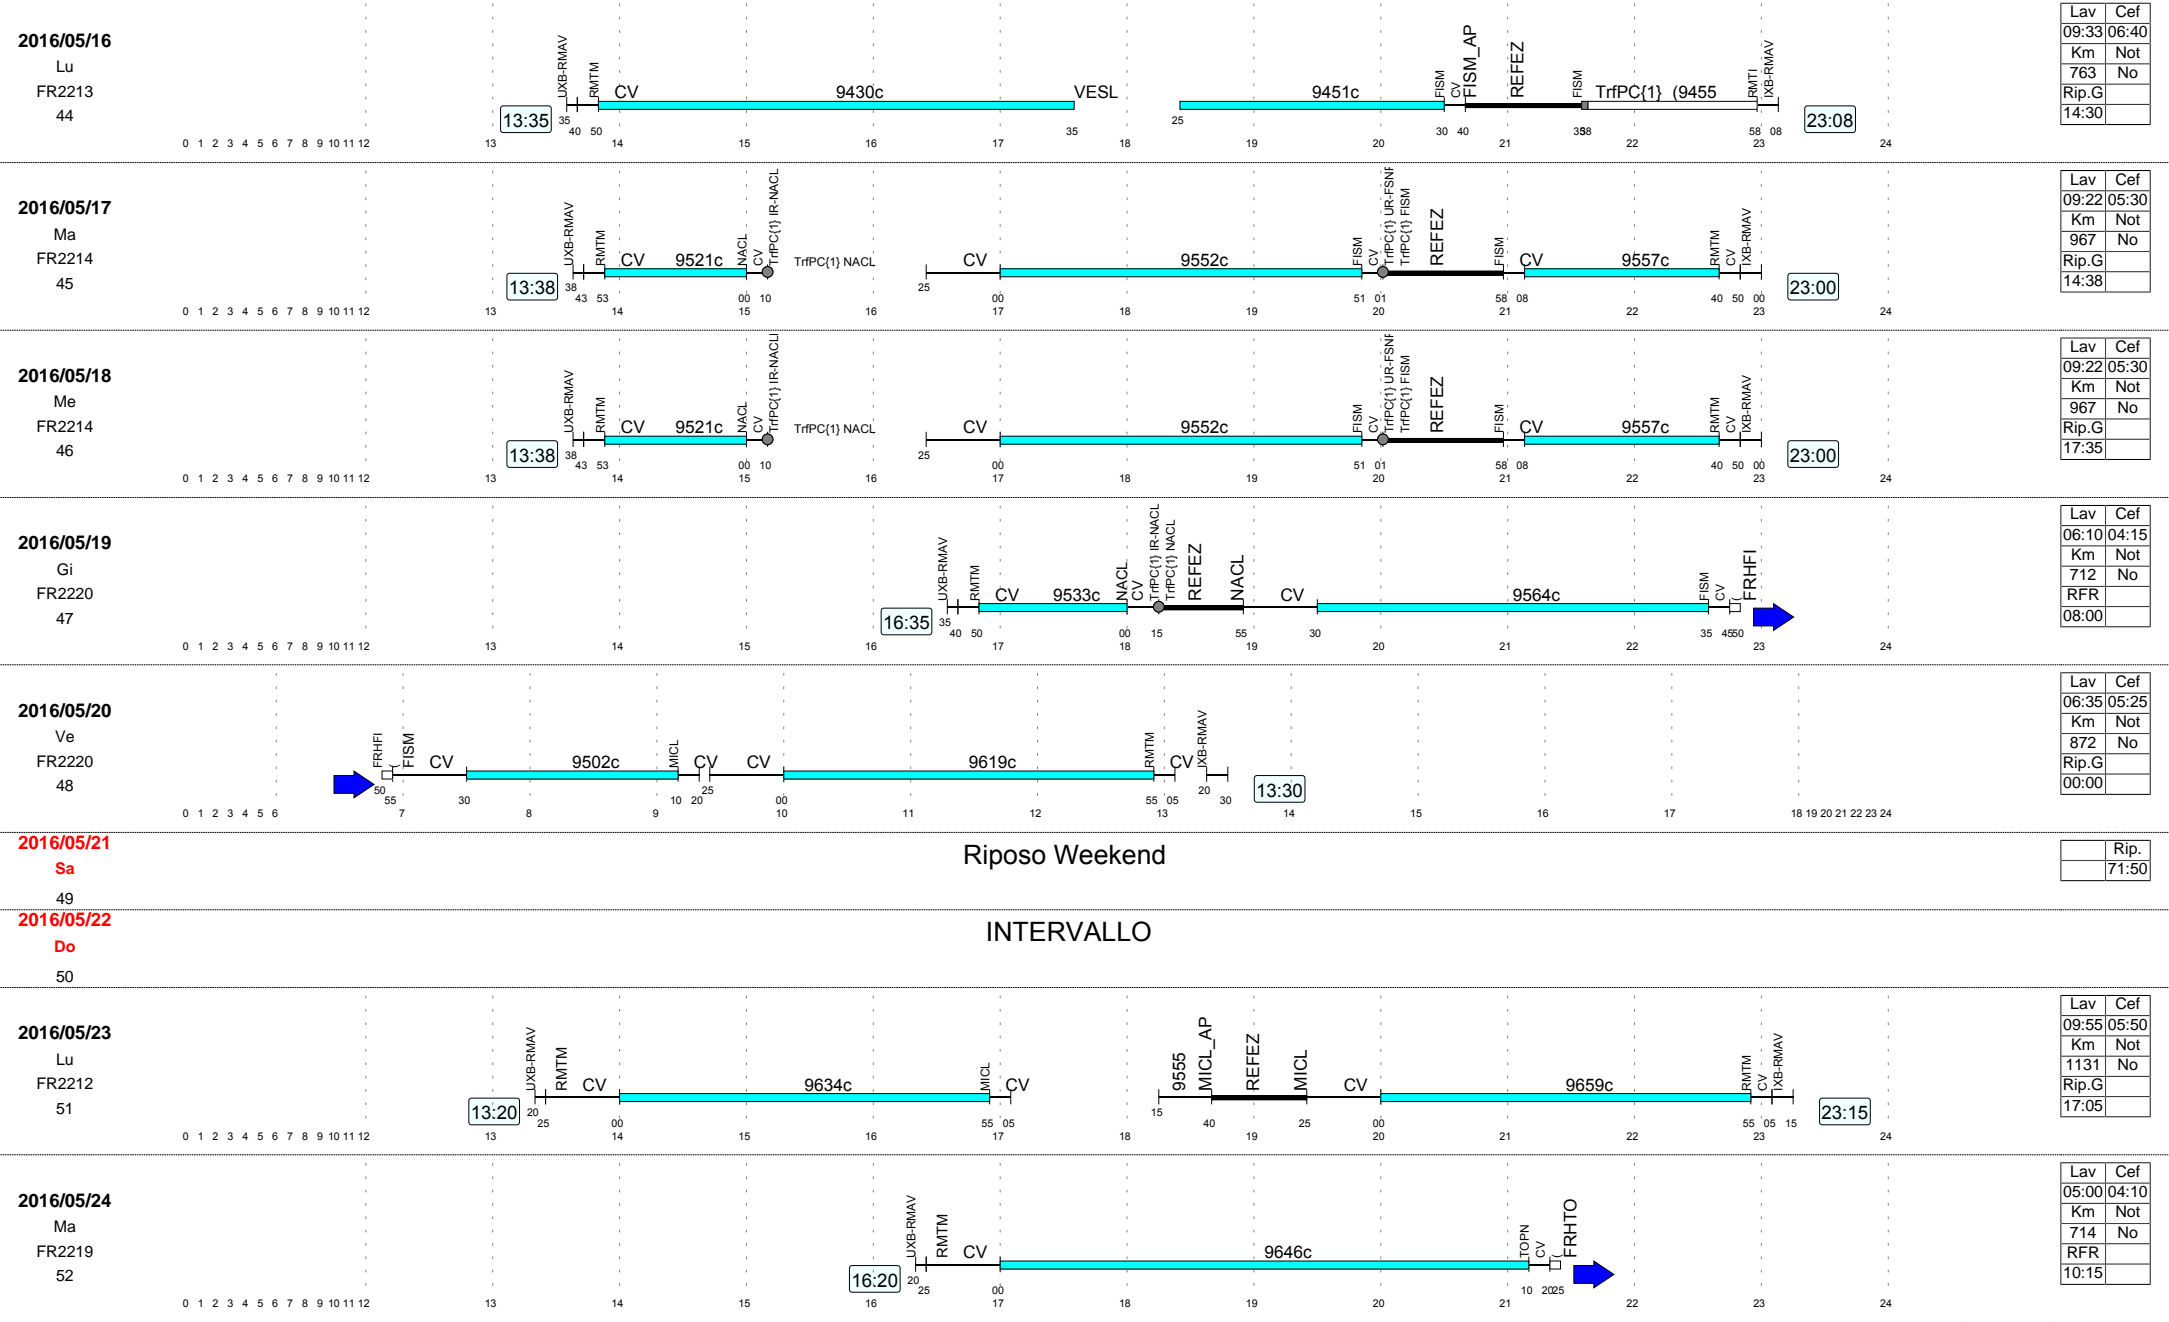 2016/05/16
Lu
FR2213
44
13:35
UXB-RMAV
RMTM
CV
9430c
VESL
9451c
FISM
CV
FISM_AP
REFEZ
FISM
TrfPC{1} (9455
RMTI
IXB-RMAV
23:08
35 40 50 35 25 30 40 58 08
0 1 2 3 4 5 6 7 8 9 10 11 12 13 14 15 16 17 18 19 20 21 22 23 24
Lav Cef
09:33 06:40
Km Not
763 No
Rip.G
14:30
2016/05/17
Ma
FR2214
45
13:38
UXB-RMAV
RMTM
CV
9521c
NACL
CV
TrfPC{1} IR-NACL
TrfPC{1} NACL
CV
9552c
FISM
CV
TrfPC{1} UR-FSNF
TrfPC{1} FISM
REFEZ
FISM
CV
9557c
RMTM
CV
IXB-RMAV
23:00
38 43 53 00 10 25 00 51 01 58 08 40 50 00
0 1 2 3 4 5 6 7 8 9 10 11 12 13 14 15 16 17 18 19 20 21 22 23 24
Lav Cef
09:22 05:30
Km Not
967 No
Rip.G
14:38
2016/05/18
Me
FR2214
46
13:38
UXB-RMAV
RMTM
CV
9521c
NACL
CV
TrfPC{1} IR-NACLI
TrfPC{1} NACL
CV
9552c
FISM
CV
TrfPC{1} UR-FSNF
TrfPC{1} FISM
REFEZ
FISM
CV
9557c
RMTM
CV
IXB-RMAV
23:00
38 43 53 00 10 25 00 51 01 58 08 40 50 00
0 1 2 3 4 5 6 7 8 9 10 11 12 13 14 15 16 17 18 19 20 21 22 23 24
Lav Cef
09:22 05:30
Km Not
967 No
Rip.G
17:35
2016/05/19
Gi
FR2220
47
16:35
UXB-RMAV
RMTM
CV
9533c
NACL
CV
TrfPC{1} IR-NACL
TrfPC{1} NACL
REFEZ
NACL
CV
9564c
FISM
CV
(
FRHFI
35 40 50 00 15 55 30 35 45 50
0 1 2 3 4 5 6 7 8 9 10 11 12 13 14 15 16 17 18 19 20 21 22 23 24
Lav Cef
06:10 04:15
Km Not
712 No
RFR
08:00
2016/05/20
Ve
FR2220
48
FRHFI
(
FISM
CV
9502c
MICL
CV
CV
9619c
RMTM
CV
IXB-RMAV
13:30
50 55 30 10 20 25 00 55 05 20 30
0 1 2 3 4 5 6 7 8 9 10 11 12 13 14 15 16 17 18 19 20 21 22 23 24
Lav Cef
06:35 05:25
Km Not
872 No
Rip.G
00:00
2016/05/21
Sa
49
Riposo Weekend
Rip.
71:50
2016/05/22
Do
50
INTERVALLO
2016/05/23
Lu
FR2212
51
13:20
UXB-RMAV
RMTM
CV
9634c
MICL
CV
9555
MICL_AP
REFEZ
MICL
CV
9659c
RMTM
CV
IXB-RMAV
23:15
20 25 00 55 05 15 40 25 00 55 05 15
0 1 2 3 4 5 6 7 8 9 10 11 12 13 14 15 16 17 18 19 20 21 22 23 24
Lav Cef
09:55 05:50
Km Not
1131 No
Rip.G
17:05
2016/05/24
Ma
FR2219
52
16:20
UXB-RMAV
RMTM
CV
9646c
TOPN
CV
(
FRHTO
20 25 00 10 20 25
0 1 2 3 4 5 6 7 8 9 10 11 12 13 14 15 16 17 18 19 20 21 22 23 24
Lav Cef
05:00 04:10
Km Not
714 No
RFR
10:15